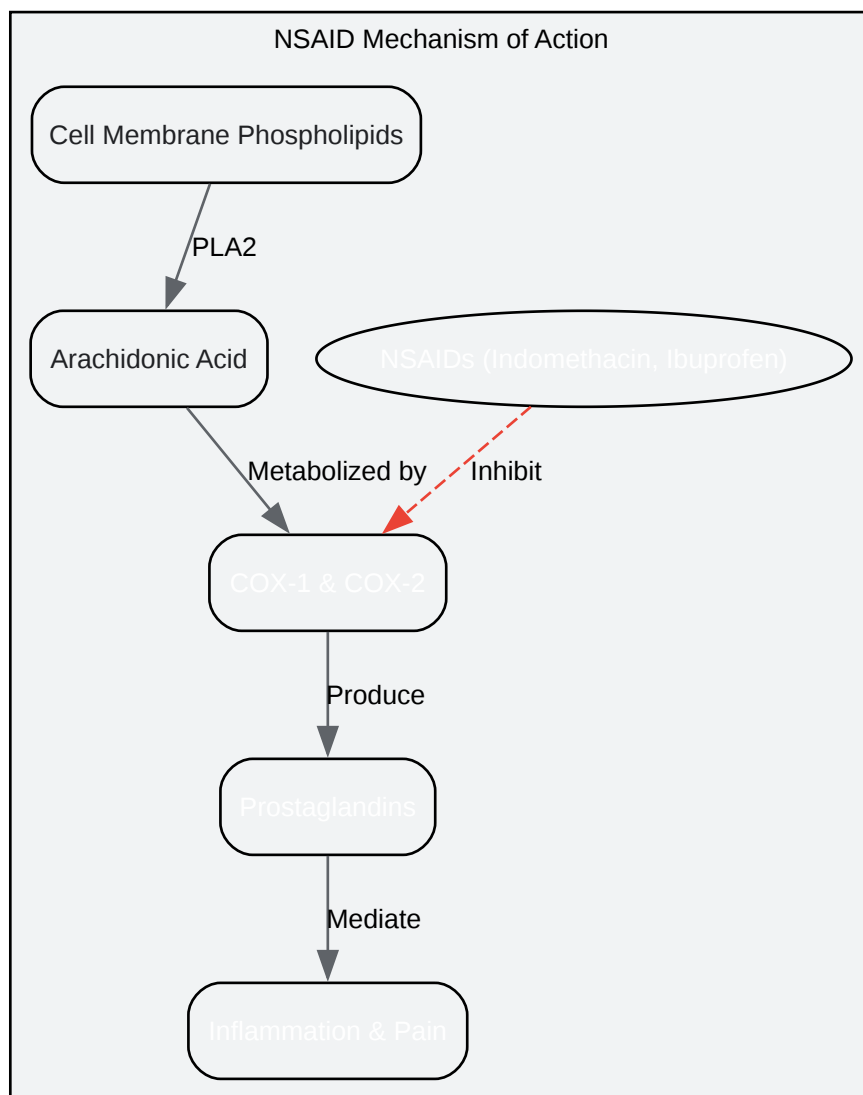 NSAID Mechanism of Action
Cell Membrane Phospholipids
PLA2
Arachidonic Acid
NSAIDs (Indomethacin, Ibuprofen)
Metabolized by
Inhibit
COX-1 & COX-2
Produce
Prostaglandins
Mediate
Inflammation & Pain